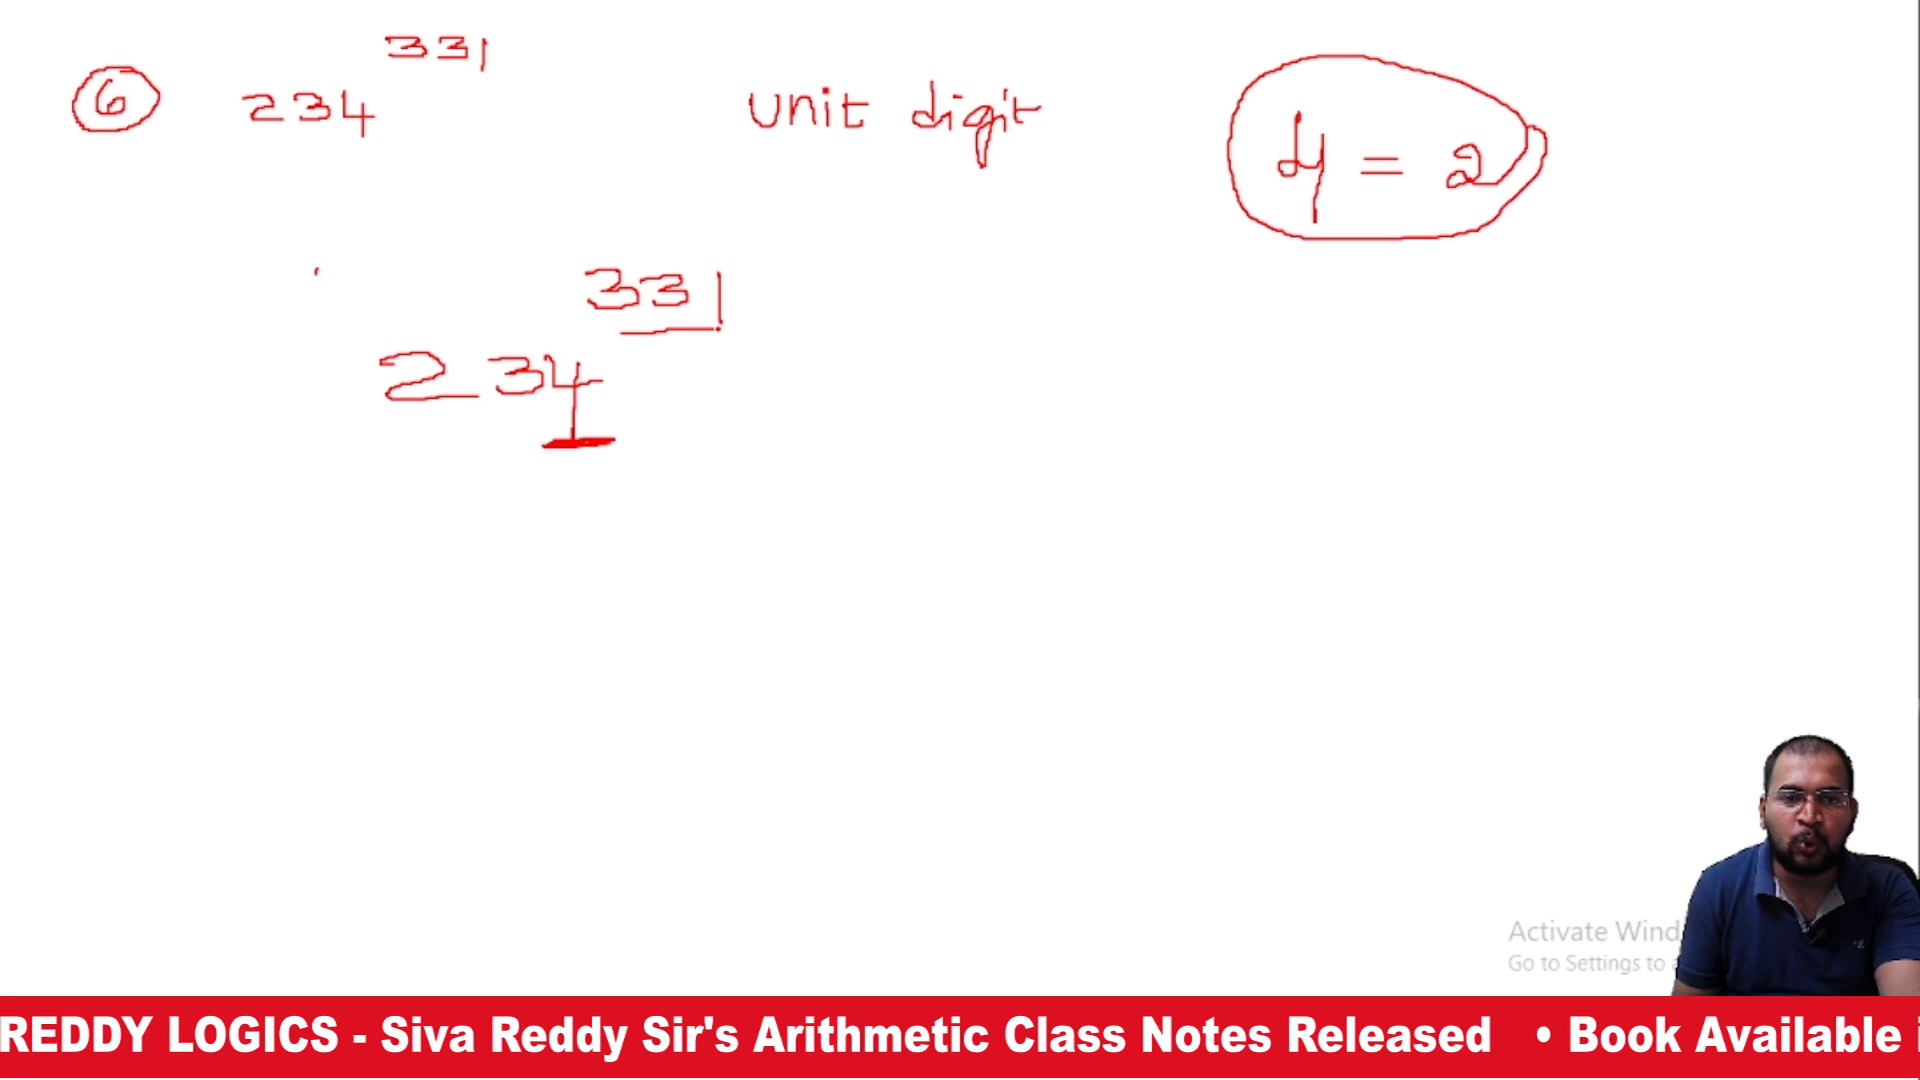 6 234^331 unit digit 4 = 2
234^331
Activate Wind
Go to Settings to a
REDDY LOGICS - Siva Reddy Sir's Arithmetic Class Notes Released • Book Available i